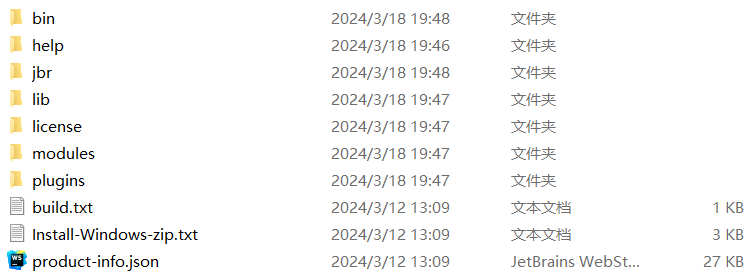 bin 2024/3/18 19:48 文件夹
help 2024/3/18 19:46 文件夹
jbr 2024/3/18 19:48 文件夹
lib 2024/3/18 19:47 文件夹
license 2024/3/18 19:47 文件夹
modules 2024/3/18 19:47 文件夹
plugins 2024/3/18 19:47 文件夹
build.txt 2024/3/12 13:09 文本文档 1 KB
Install-Windows-zip.txt 2024/3/12 13:09 文本文档 3 KB
WS product-info.json 2024/3/12 13:09 JetBrains WebSt... 27 KB